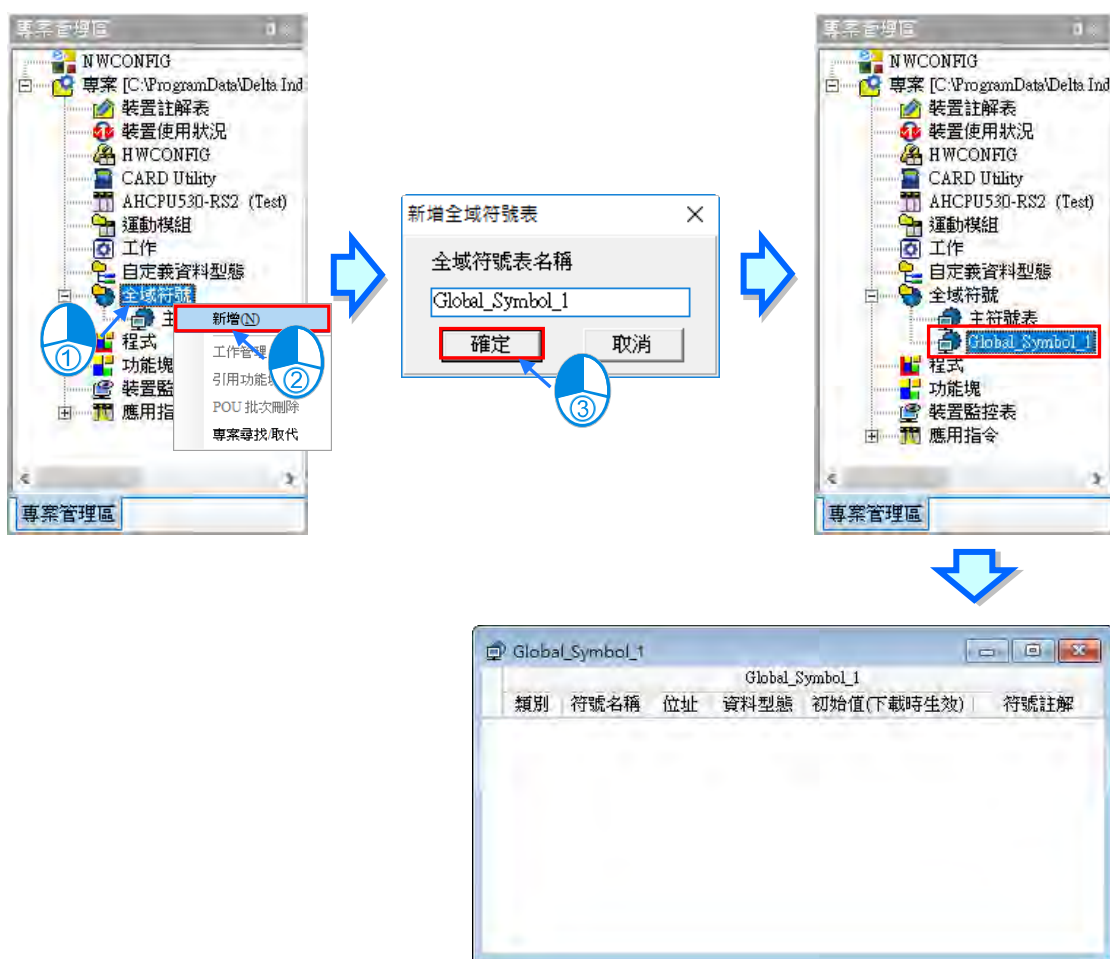 專案管理區
NWCONFIG
專案 [C:\ProgramData\Delta Ind
裝置註解表
裝置使用狀況
HWCONFIG
CARD Utility
AHCPU530-RS2 (Test)
運動模組
工作
自定義資料型態
全域符號
主
程式
功能塊
裝置監
應用指
新增(N)
工作管理
引用功能
POU 批次刪除
專案尋找/取代
①
②
專案管理區
新增全域符號表
全域符號表名稱
Global_Symbol_1
確定
取消
③
專案管理區
NWCONFIG
專案 [C:\ProgramData\Delta Ind
裝置註解表
裝置使用狀況
HWCONFIG
CARD Utility
AHCPU530-RS2 (Test)
運動模組
工作
自定義資料型態
全域符號
主符號表
Global_Symbol_1
程式
功能塊
裝置監控表
應用指令
專案管理區
Global_Symbol_1
Global_Symbol_1
類別 符號名稱 位址 資料型態 初始值(下載時生效) 符號註解